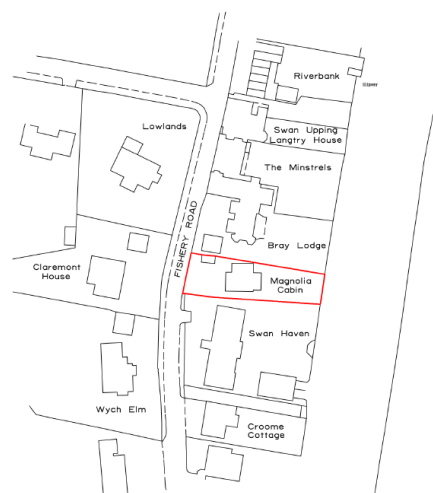 Riverbank
Lowlands
Swan Upping
Langtry House
The Minstrels
FISHERY ROAD
Bray Lodge
Claremont
House
Magnolia
Cabin
Swan Haven
Wych Elm
Croome
Cottage